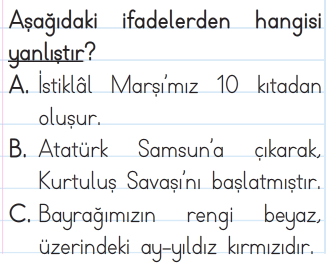 Aşağıdaki ifadelerden hangisi
yanlıştır?
A. İstiklâl Marşı'mız 10 kıtadan
oluşur.
B. Atatürk Samsun'a çıkarak,
Kurtuluş Savaşı'nı başlatmıştır.
C. Bayrağımızın rengi beyaz,
üzerindeki ay-yıldız kırmızıdır.